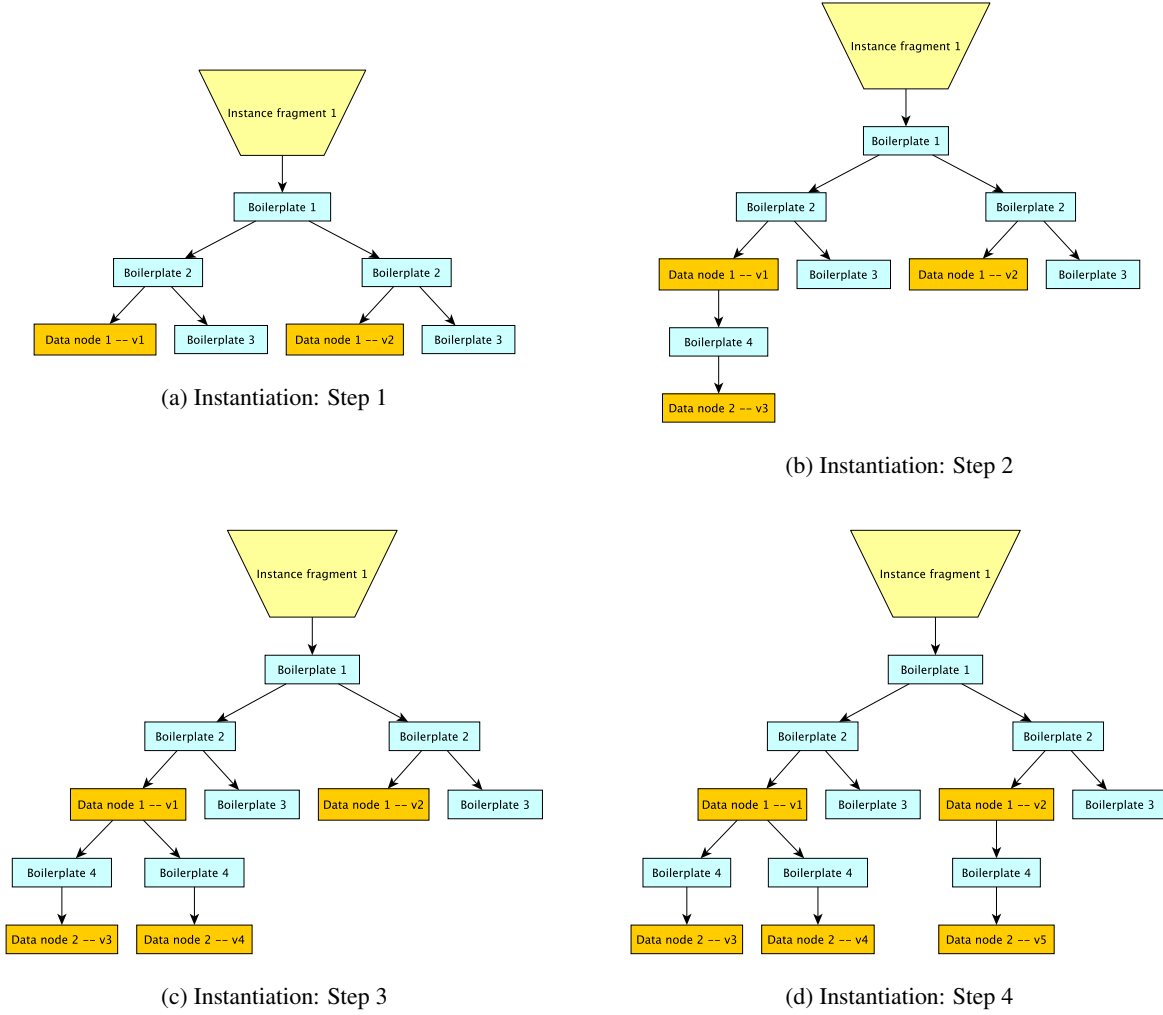 Instance fragment 1
Boilerplate 1
Boilerplate 2
Boilerplate 2
Data node 1 -- v1
Boilerplate 3
Data node 1 -- v2
Boilerplate 3
(a) Instantiation: Step 1
Instance fragment 1
Boilerplate 1
Boilerplate 2
Boilerplate 2
Data node 1 -- v1
Boilerplate 3
Data node 1 -- v2
Boilerplate 3
Boilerplate 4
Data node 2 -- v3
(b) Instantiation: Step 2
Instance fragment 1
Boilerplate 1
Boilerplate 2
Boilerplate 2
Data node 1 -- v1
Boilerplate 3
Data node 1 -- v2
Boilerplate 3
Boilerplate 4
Boilerplate 4
Data node 2 -- v3
Data node 2 -- v4
(c) Instantiation: Step 3
Instance fragment 1
Boilerplate 1
Boilerplate 2
Boilerplate 2
Data node 1 -- v1
Boilerplate 3
Data node 1 -- v2
Boilerplate 3
Boilerplate 4
Boilerplate 4
Boilerplate 4
Data node 2 -- v3
Data node 2 -- v4
Data node 2 -- v5
(d) Instantiation: Step 4